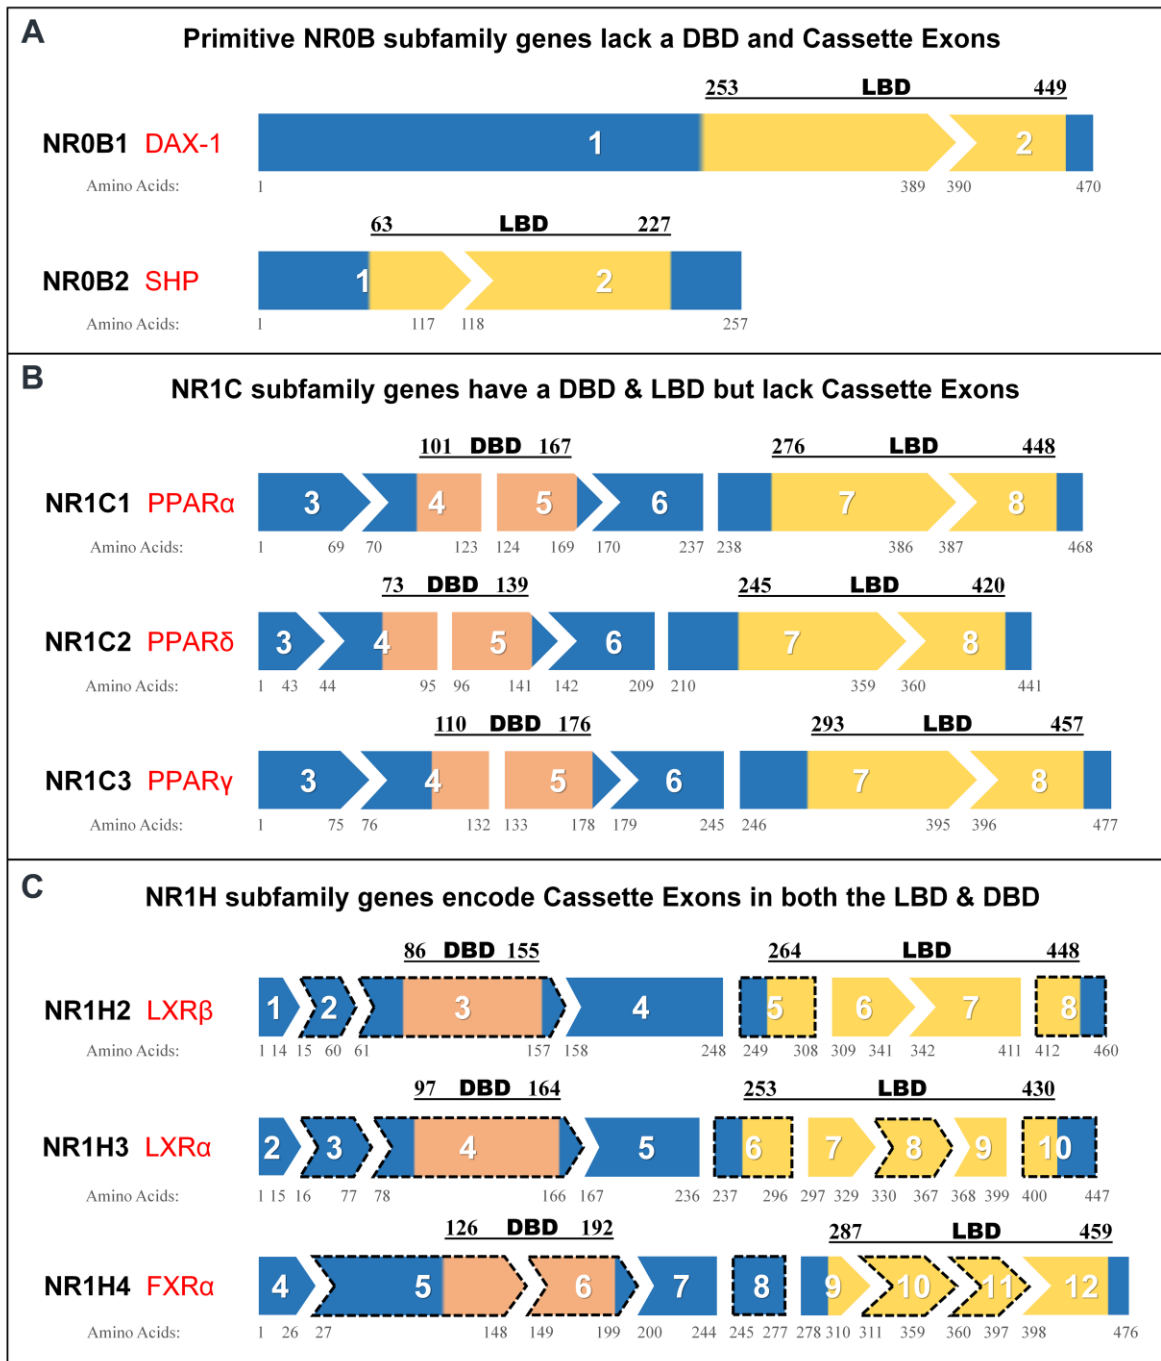 A
Primitive NR0B subfamily genes lack a DBD and Cassette Exons
253 LBD 449
NR0B1 DAX-1 1 2
Amino Acids: 1 389 390 470
63 LBD 227
NR0B2 SHP 1 2
Amino Acids: 1 117 118 257
B
NR1C subfamily genes have a DBD & LBD but lack Cassette Exons
101 DBD 167 276 LBD 448
NR1C1 PPARα 3 4 5 6 7 8
Amino Acids: 1 69 70 123 124 169 170 237 238 386 387 468
73 DBD 139 245 LBD 420
NR1C2 PPARδ 3 4 5 6 7 8
Amino Acids: 1 43 44 95 96 141 142 209 210 359 360 441
110 DBD 176 293 LBD 457
NR1C3 PPARγ 3 4 5 6 7 8
Amino Acids: 1 75 76 132 133 178 179 245 246 395 396 477
C
NR1H subfamily genes encode Cassette Exons in both the LBD & DBD
86 DBD 155 264 LBD 448
NR1H2 LXRβ 1 2 3 4 5 6 7 8
Amino Acids: 1 14 15 60 61 157 158 248 249 308 309 341 342 411 412 460
97 DBD 164 253 LBD 430
NR1H3 LXRα 2 3 4 5 6 7 8 9 10
Amino Acids: 1 15 16 77 78 166 167 236 237 296 297 329 330 367 368 399 400 447
126 DBD 192 287 LBD 459
NR1H4 FXRα 4 5 6 7 8 9 10 11 12
Amino Acids: 1 26 27 148 149 199 200 244 245 277 278 310 311 359 360 397 398 476